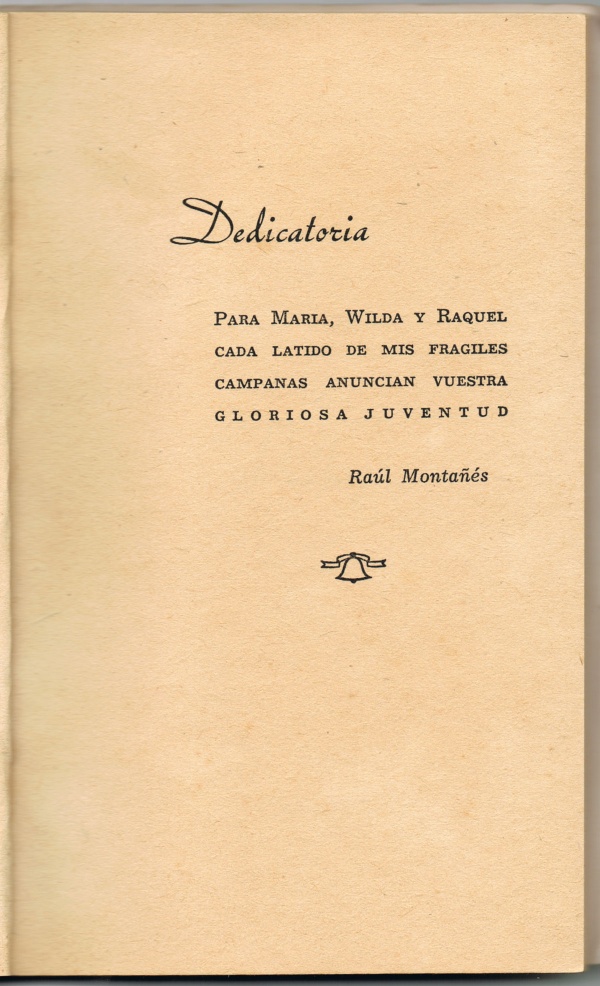 Dedicatoria
Para Maria, Wilda y Raquel
cada latido de mis fragiles
campanas anuncian vuestra
gloriosa juventud
Raúl Montañés